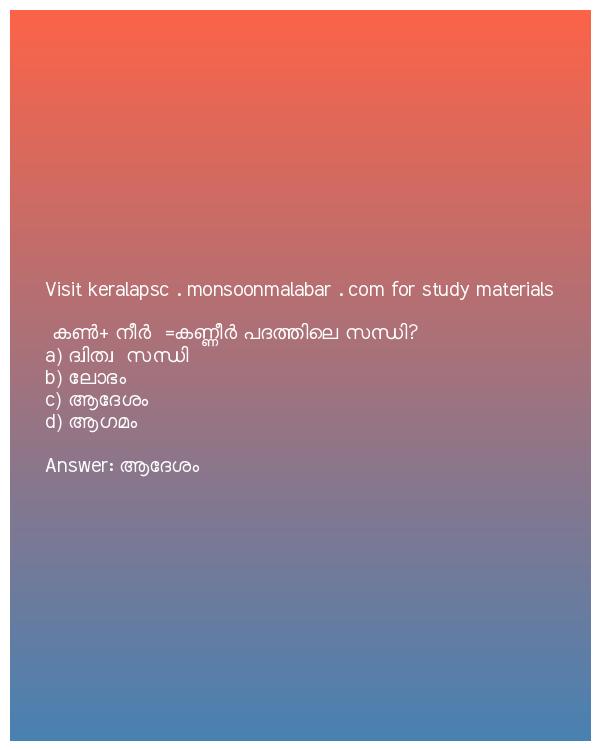 Visit keralapsc . monsoonmalabar . com for study materials
കൺ+ നീർ =കണ്ണീർ പദത്തിലെ സന്ധി?
a) ദ്വിത്വ സന്ധി
b) ലോഭം
c) ആദേശം
d) ആഗമം
Answer: ആദേശം